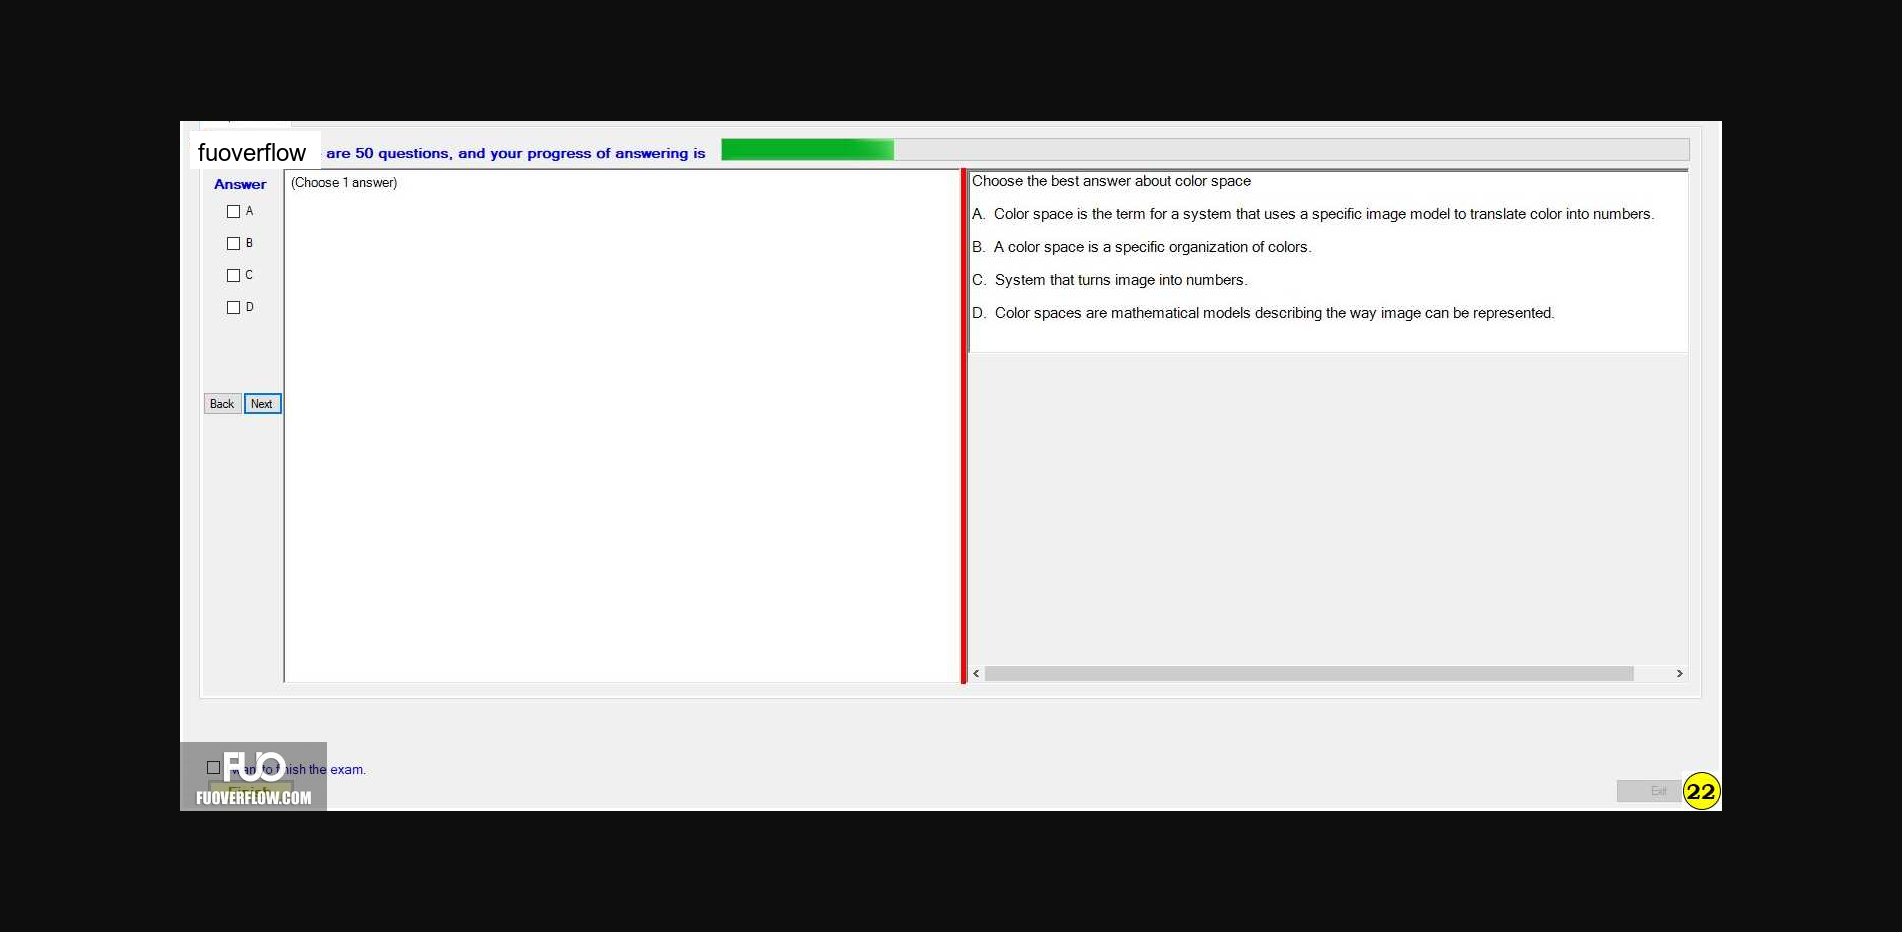 fuoverflow are 50 questions, and your progress of answering is
Answer
A
B
C
D
Back Next
(Choose 1 answer)
Choose the best answer about color space
A. Color space is the term for a system that uses a specific image model to translate color into numbers.
B. A color space is a specific organization of colors.
C. System that turns image into numbers.
D. Color spaces are mathematical models describing the way image can be represented.
FUO
want to finish the exam.
Finish
FUOVERFLOW.COM
Exit
22